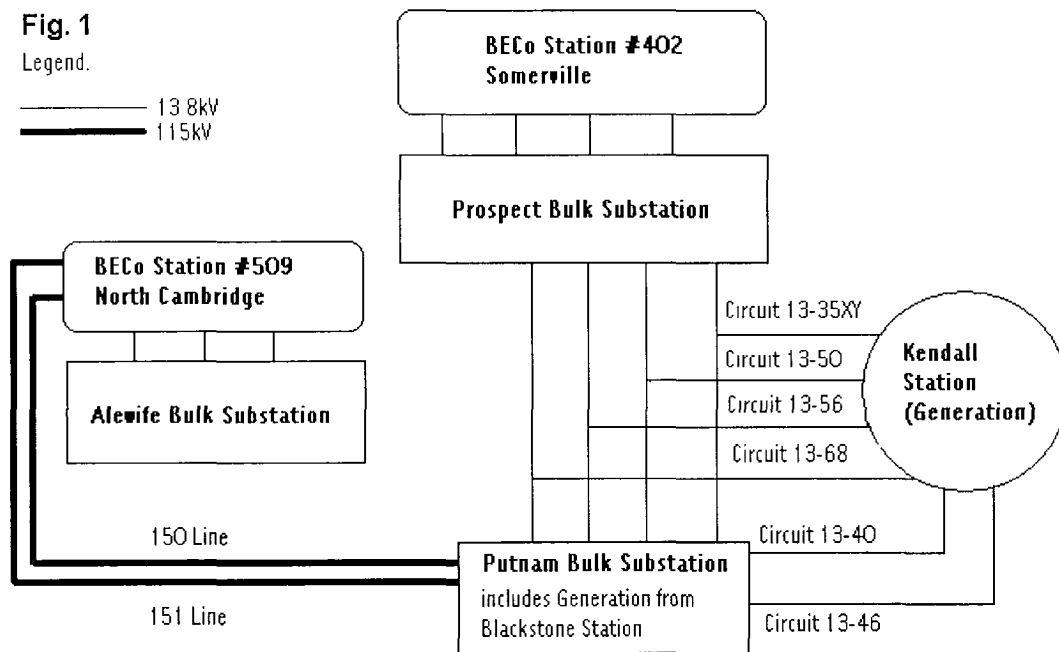 Fig. 1
Legend.
13 8kV
115kV
BECo Station #402
Somerville
Prospect Bulk Substation
BECo Station #509
North Cambridge
Alewife Bulk Substation
Circuit 13-35XY
Circuit 13-50
Circuit 13-56
Circuit 13-68
Kendall
Station
(Generation)
150 Line
151 Line
Putnam Bulk Substation
includes Generation from
Blackstone Station
Circuit 13-40
Circuit 13-46